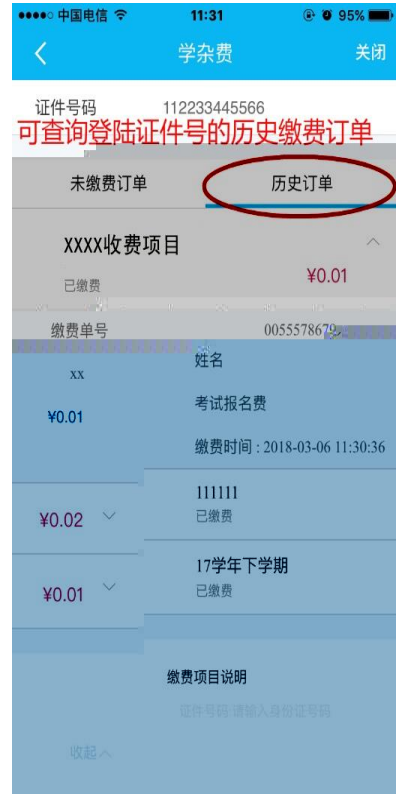 中国电信 11:31 95%
学杂费 关闭
证件号码 112233445566
可查询登陆证件号的历史缴费订单
未缴费订单 历史订单
XXXX收费项目
¥0.01
已缴费
缴费单号 0055578679
xx 姓名
¥0.01 考试报名费
缴费时间 : 2018-03-06 11:30:36
111111
¥0.02 已缴费
17学年下学期
¥0.01 已缴费
缴费项目说明
证件号码 请输入身份证号码
收起